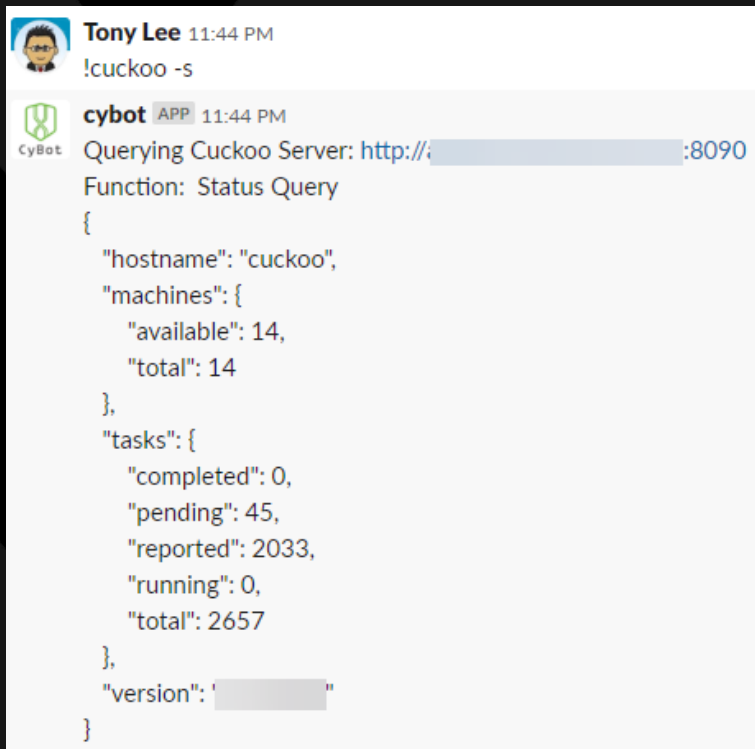 Tony Lee 11:44 PM
!cuckoo -s
cybot APP 11:44 PM
CyBot
Querying Cuckoo Server: http:// :8090
Function: Status Query
{
"hostname": "cuckoo",
"machines": {
"available": 14,
"total": 14
},
"tasks": {
"completed": 0,
"pending": 45,
"reported": 2033,
"running": 0,
"total": 2657
},
"version": " "
}